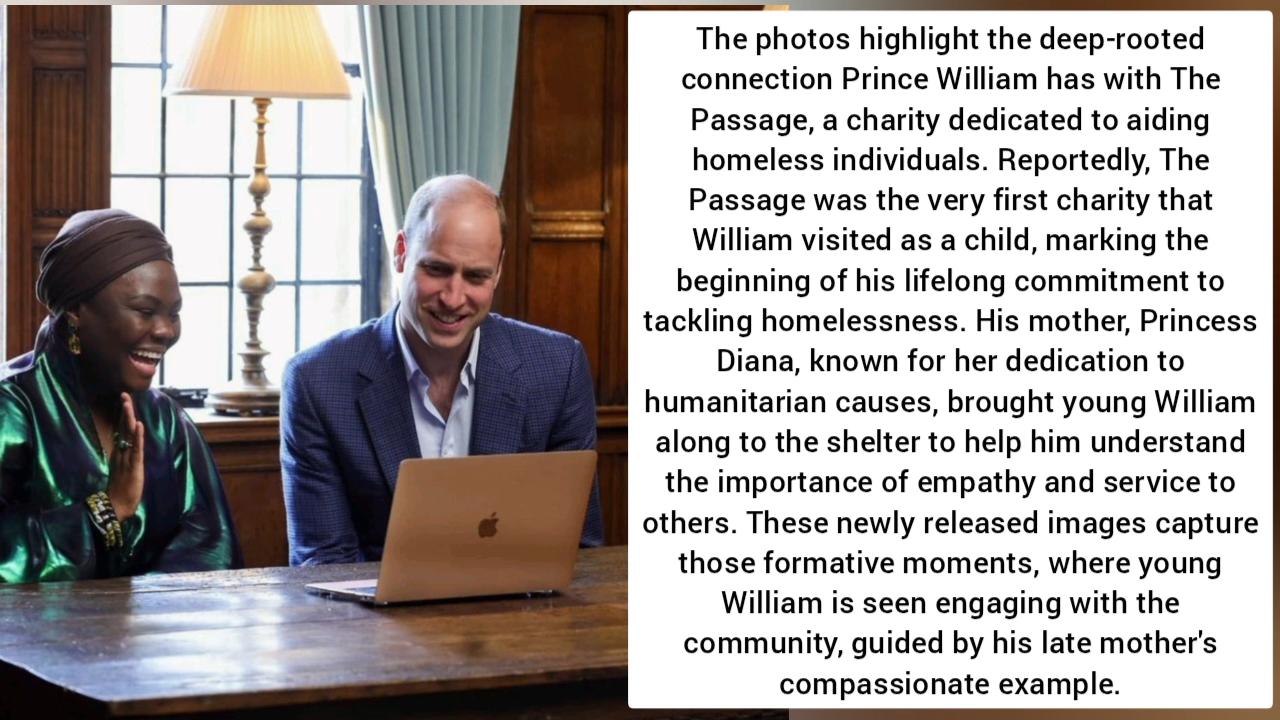 The photos highlight the deep-rooted
connection Prince William has with The
Passage, a charity dedicated to aiding
homeless individuals. Reportedly, The
Passage was the very first charity that
William visited as a child, marking the
beginning of his lifelong commitment to
tackling homelessness. His mother, Princess
Diana, known for her dedication to
humanitarian causes, brought young William
along to the shelter to help him understand
the importance of empathy and service to
others. These newly released images capture
those formative moments, where young
William is seen engaging with the
community, guided by his late mother's
compassionate example.